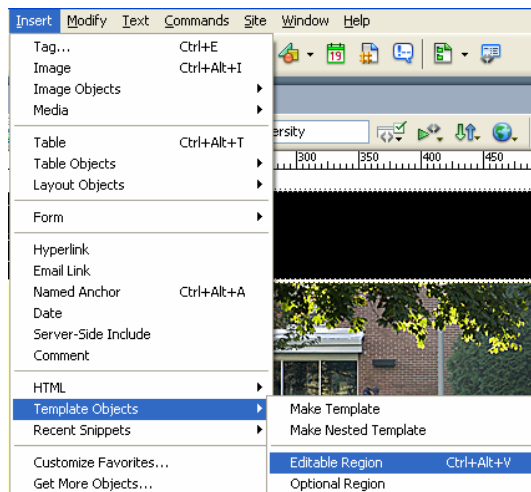 Insert Modify Text Commands Site Window Help
Tag... Ctrl+E
Image Ctrl+Alt+I
Image Objects
Media
19
ersity
Table Ctrl+Alt+T
Table Objects
Layout Objects
300 350 400 450
Form
Hyperlink
Email Link
Named Anchor Ctrl+Alt+A
Date
Server-Side Include
Comment
HTML
Template Objects
Make Template
Recent Snippets
Make Nested Template
Customize Favorites...
Editable Region Ctrl+Alt+V
Get More Objects...
Optional Region